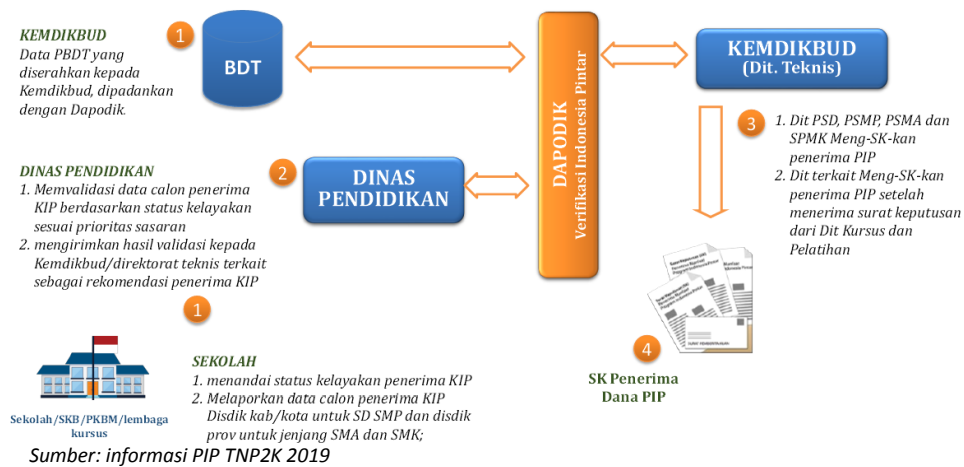 KEMDIKBUD
Data PBDT yang
diserahkan kepada
Kemdikbud, dipadankan
dengan Dapodik.
1
BDT
DAPODIK
Verifikasi Indonesia Pintar
KEMDIKBUD
(Dit. Teknis)
3
1. Dit PSD, PSMP, PSMA dan
SPMK Meng-SK-kan
penerima PIP
2. Dit terkait Meng-SK-kan
penerima PIP setelah
menerima surat keputusan
dari Dit Kursus dan
Pelatihan
DINAS PENDIDIKAN
1. Memvalidasi data calon penerima
KIP berdasarkan status kelayakan
sesuai prioritas sasaran
2. mengirimkan hasil validasi kepada
Kemdikbud/direktorat teknis terkait
sebagai rekomendasi penerima KIP
2
DINAS
PENDIDIKAN
1
SEKOLAH
1. menandai status kelayakan penerima KIP
2. Melaporkan data calon penerima KIP
Disdik kab/kota untuk SD SMP dan disdik
prov untuk jenjang SMA dan SMK;
Sekolah/SKB/PKBM/lembaga
kursus
4
SK Penerima
Dana PIP
Sumber: informasi PIP TNP2K 2019